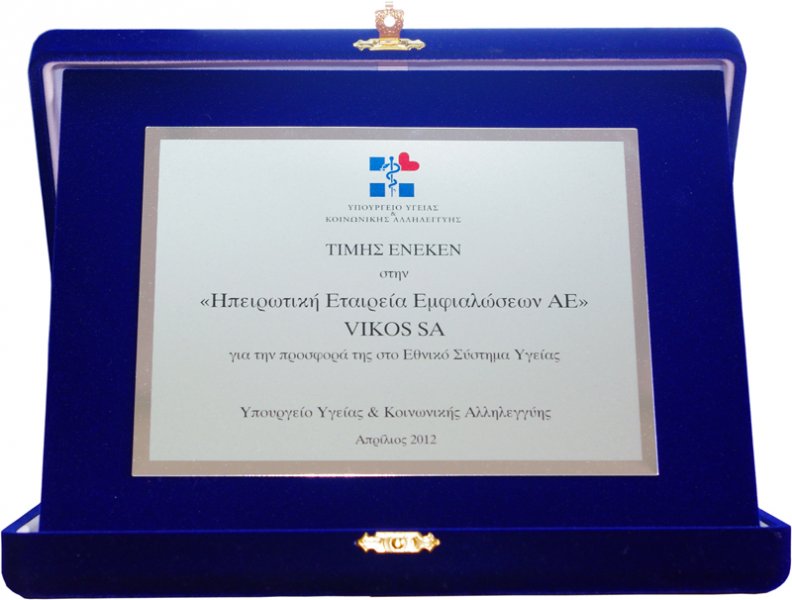 ΥΠΟΥΡΓΕΙΟ ΥΓΕΙΑΣ
&
ΚΟΙΝΩΝΙΚΗΣ ΑΛΛΗΛΕΓΓΥΗΣ
ΤΙΜΗΣ ΕΝΕΚΕΝ
στην
«Ηπειρωτική Εταιρεία Εμφιαλώσεων ΑΕ»
VIKOS SA
για την προσφορά της στο Εθνικό Σύστημα Υγείας
Υπουργείο Υγείας & Κοινωνικής Αλληλεγγύης
Απρίλιος 2012